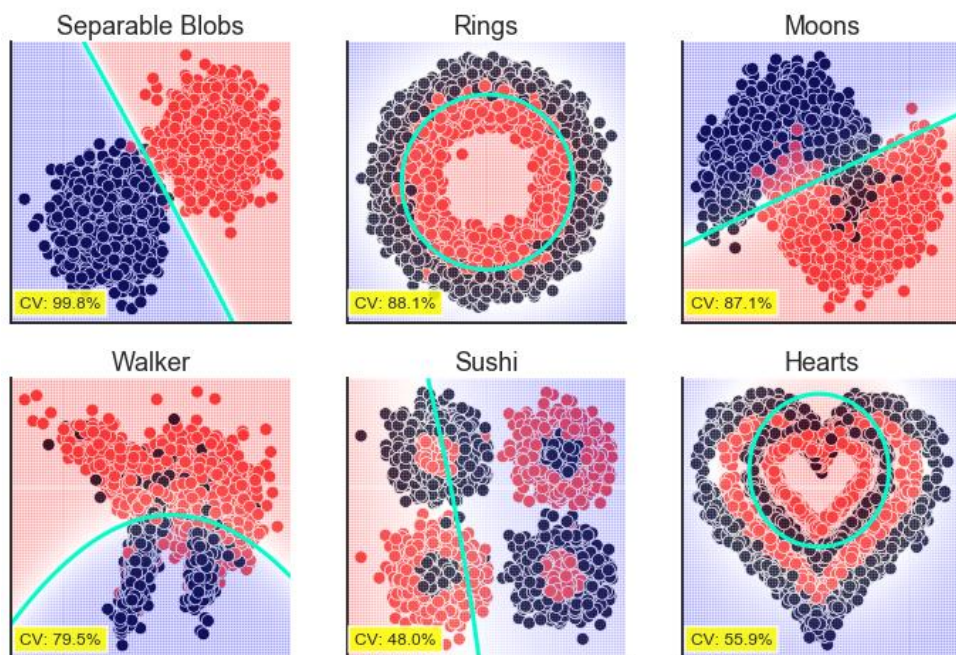 Separable Blobs
Rings
Moons
CV: 99.8%
CV: 88.1%
CV: 87.1%
Walker
Sushi
Hearts
CV: 79.5%
CV: 48.0%
CV: 55.9%